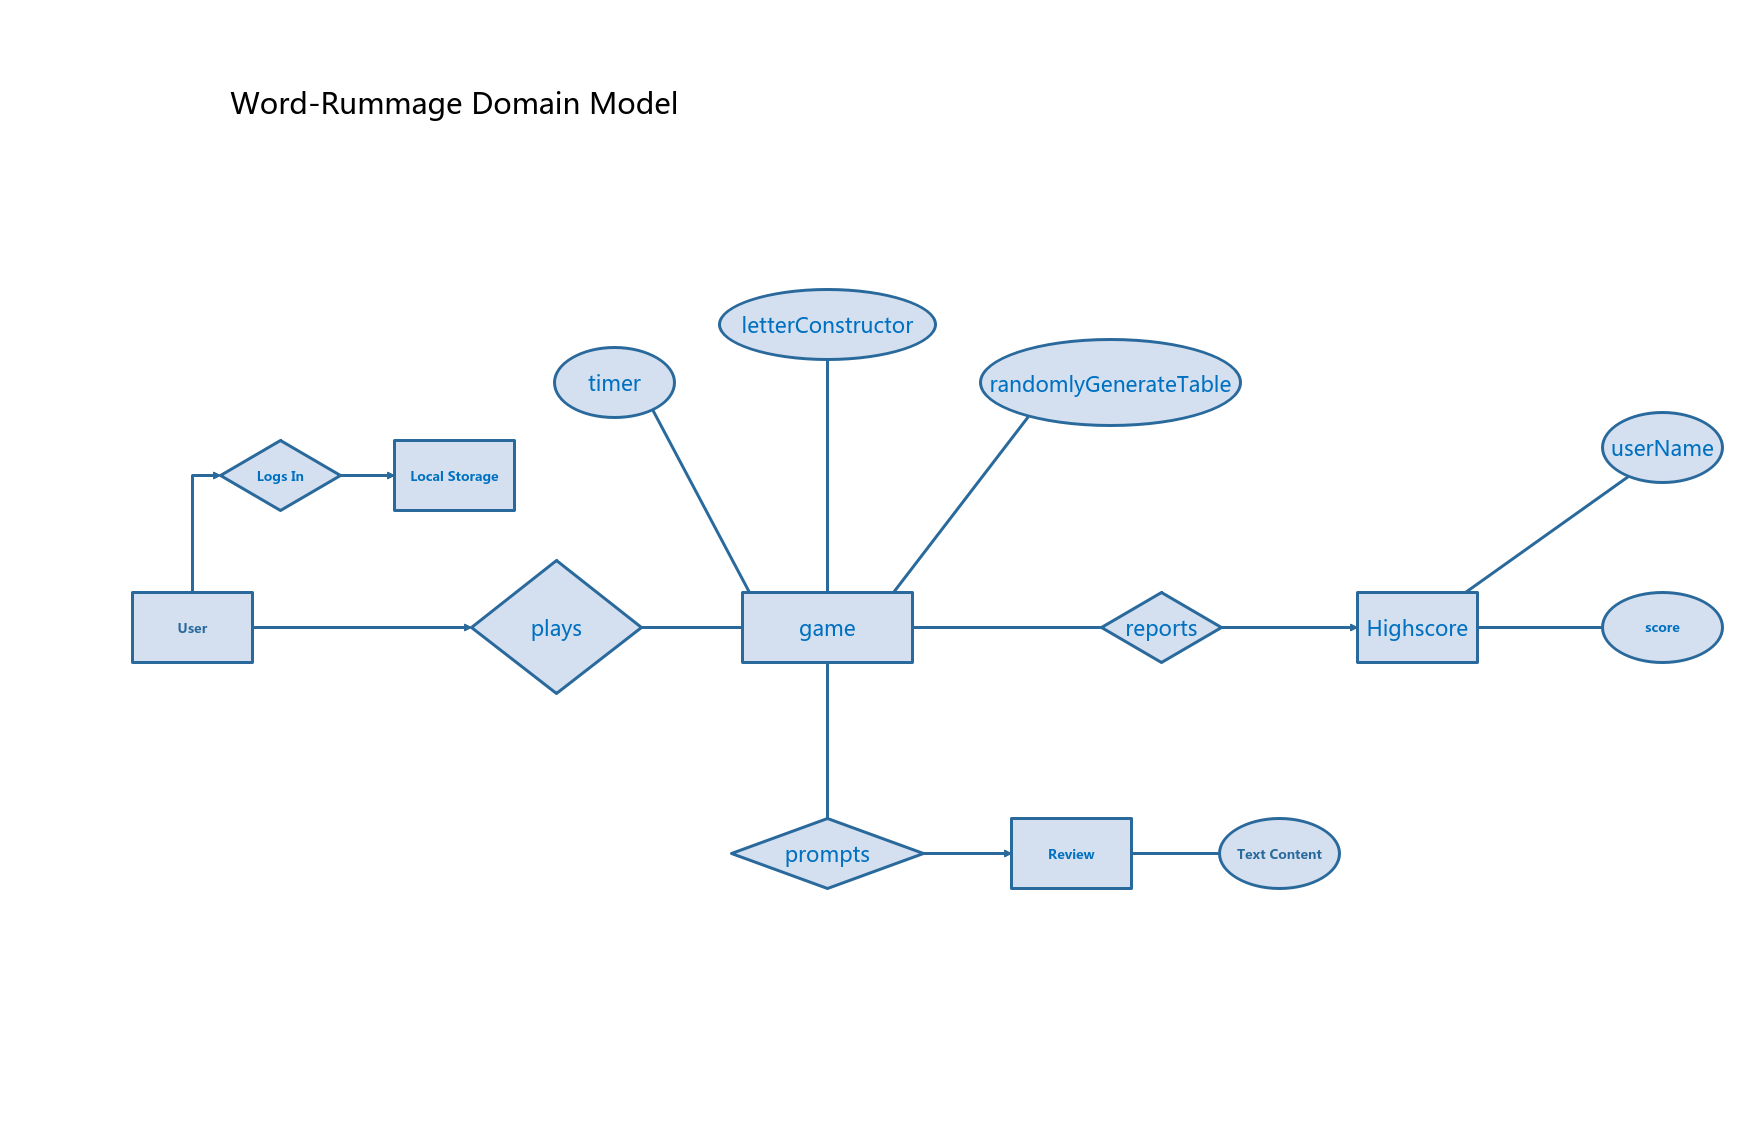 Word-Rummage Domain Model
letterConstructor
timer
randomlyGenerateTable
userName
Logs In
Local Storage
User
plays
game
reports
Highscore
score
prompts
Review
Text Content